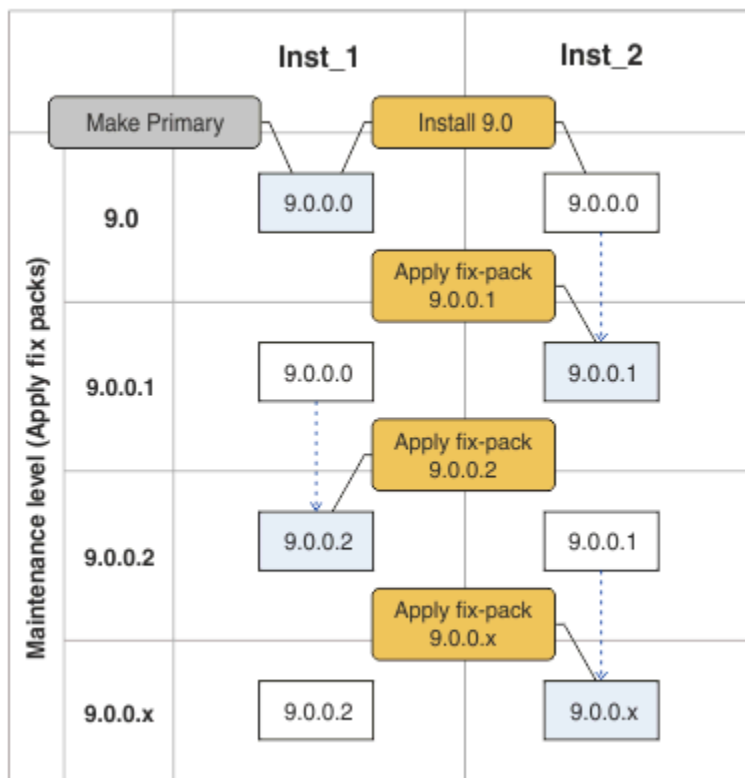 Inst_1
Inst_2
Make Primary
Install 9.0
9.0
9.0.0.0
9.0.0.0
Apply fix-pack
9.0.0.1
9.0.0.1
9.0.0.0
9.0.0.1
Apply fix-pack
9.0.0.2
9.0.0.2
9.0.0.2
9.0.0.1
Apply fix-pack
9.0.0.x
9.0.0.x
9.0.0.2
9.0.0.x
Maintenance level (Apply fix packs)